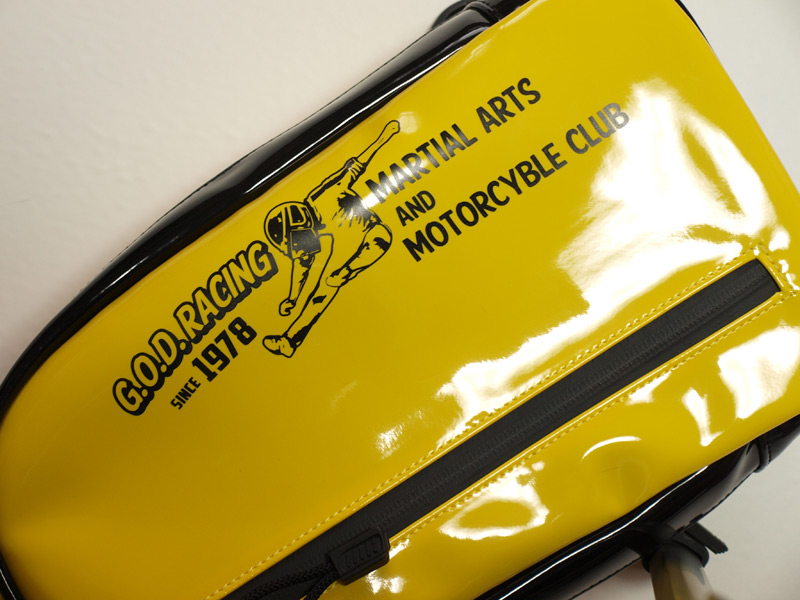 G.O.D.RACING
SINCE 1978
MARTIAL ARTS
AND
MOTORCYBLE CLUB